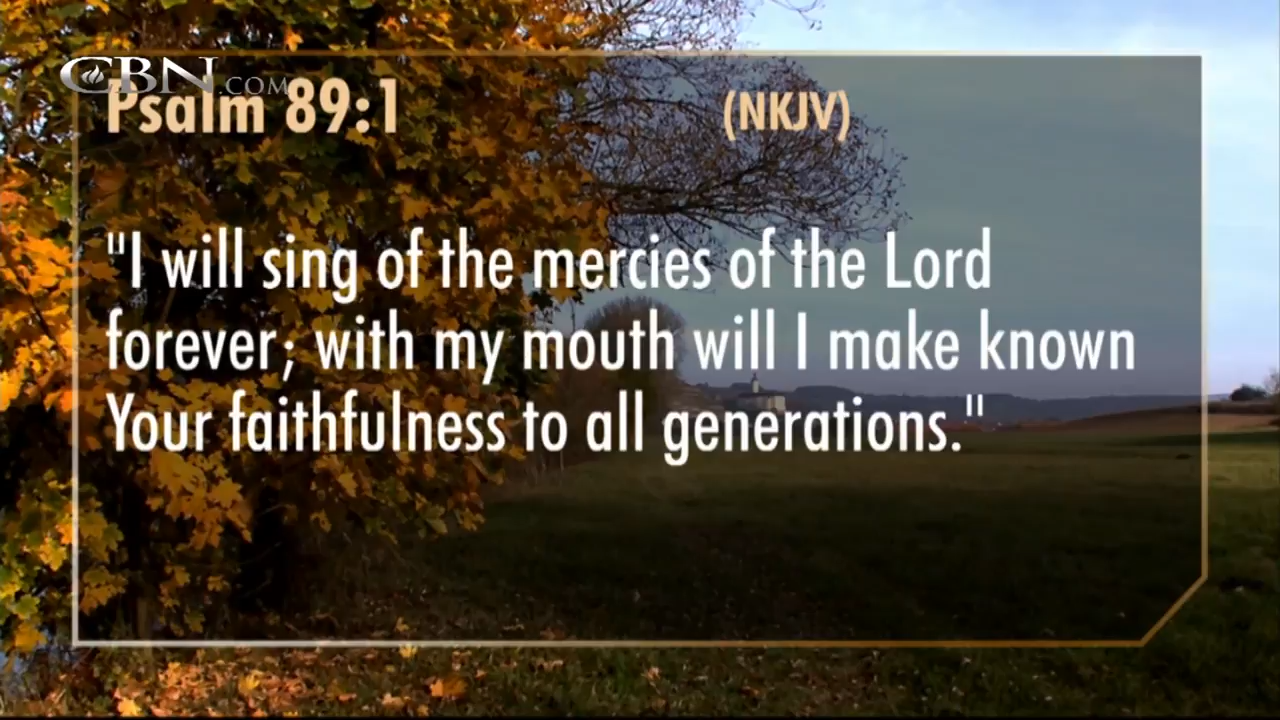 CBN.COM
Psalm 89:1 (NKJV)
"I will sing of the mercies of the Lord
forever; with my mouth will I make known
Your faithfulness to all generations."